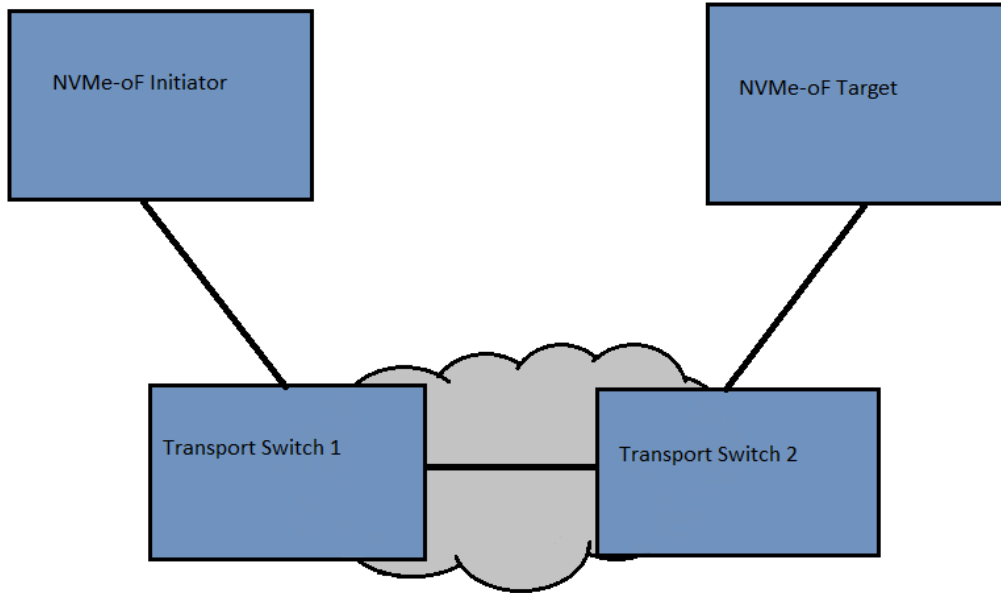 NVMe-oF Initiator
NVMe-oF Target
Transport Switch 1
Transport Switch 2